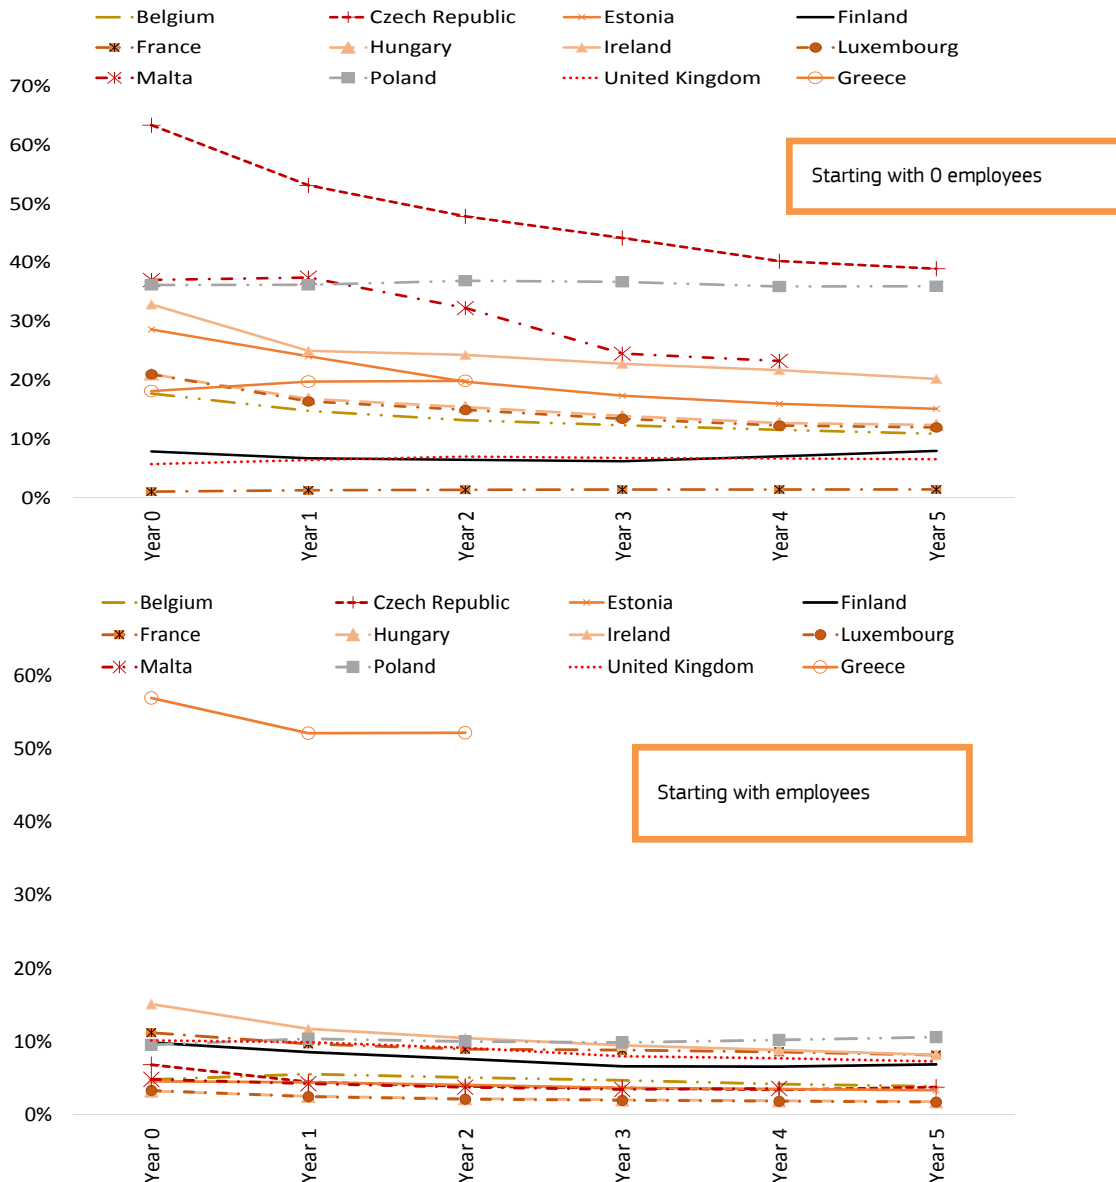 Belgium Czech Republic Estonia Finland
France Hungary Ireland Luxembourg
Malta Poland United Kingdom Greece
70%
60%
Starting with 0 employees
50%
40%
30%
20%
10%
0%
Year 0 Year 1 Year 2 Year 3 Year 4 Year 5
Belgium Czech Republic Estonia Finland
France Hungary Ireland Luxembourg
Malta Poland United Kingdom Greece
60%
50%
Starting with employees
40%
30%
20%
10%
0%
Year 0 Year 1 Year 2 Year 3 Year 4 Year 5